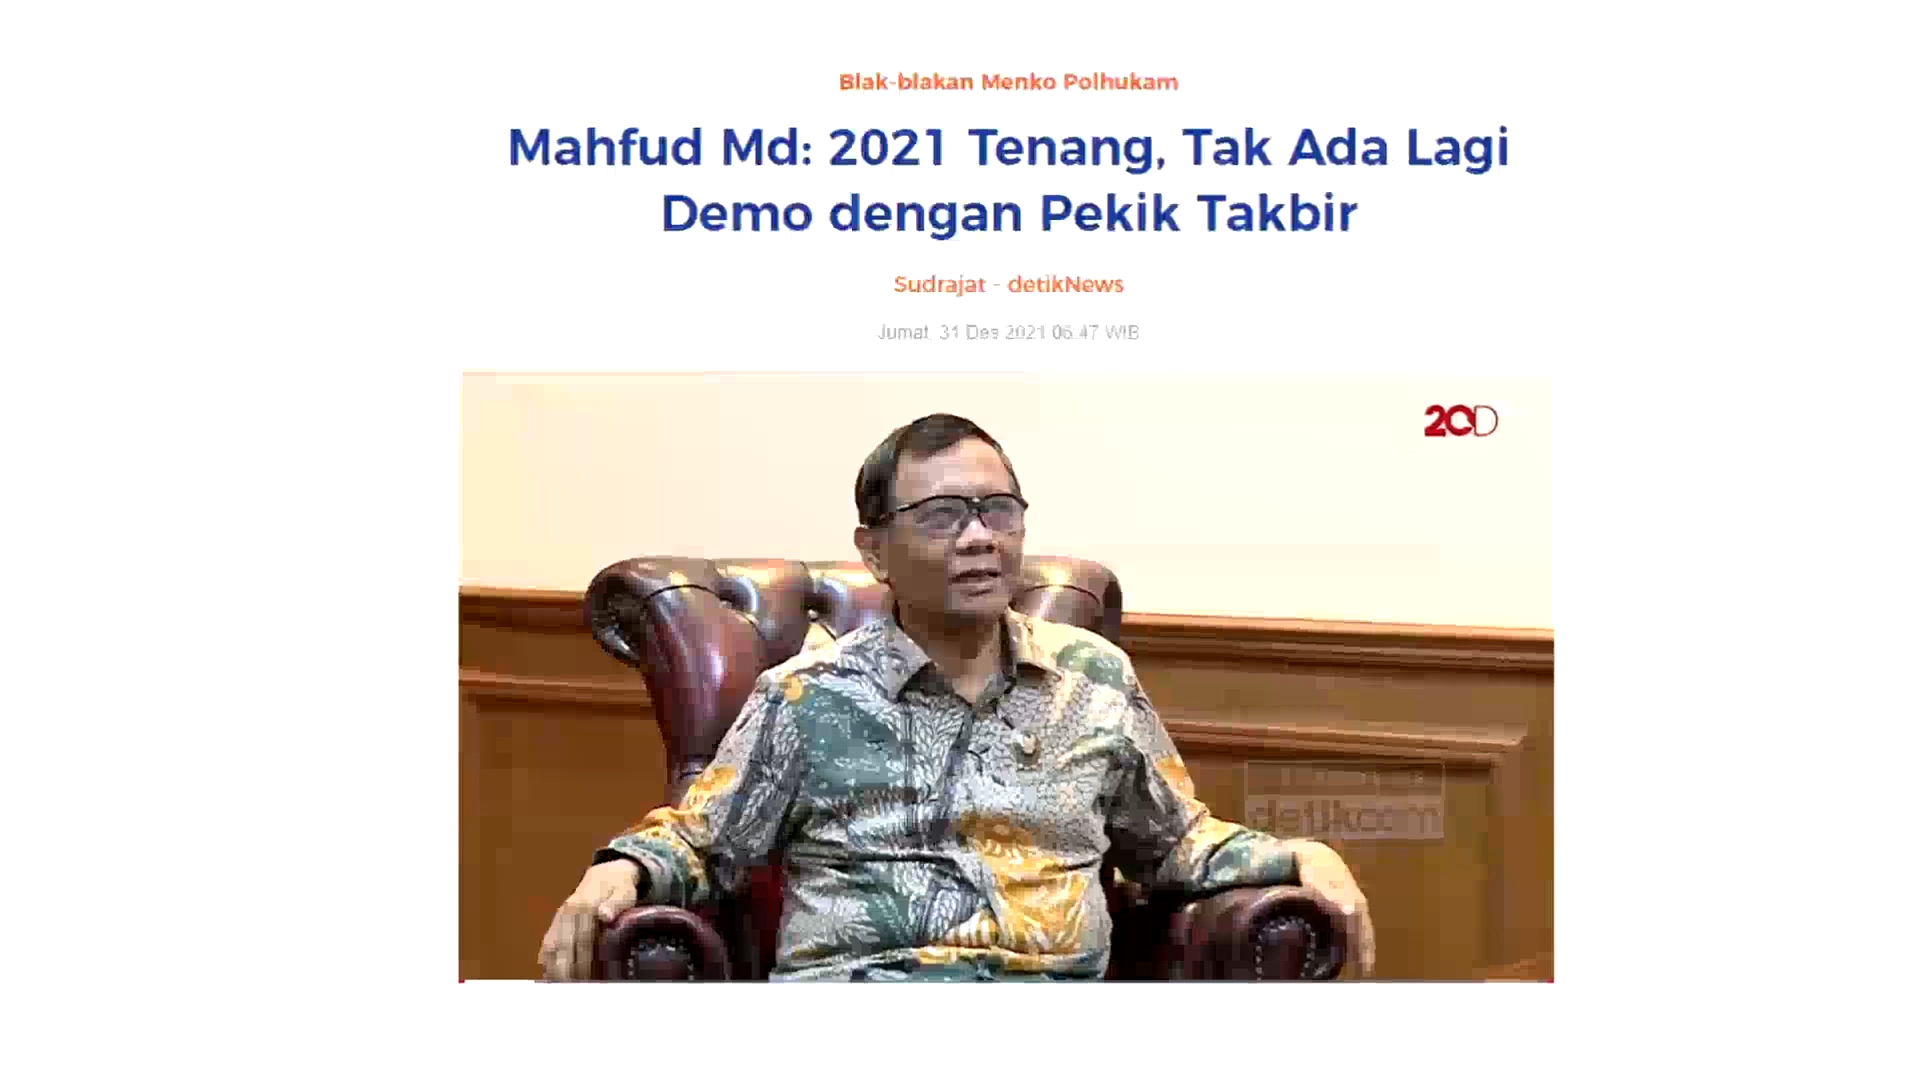 Blak-blakan Menko Polhukam
Mahfud Md: 2021 Tenang, Tak Ada Lagi
Demo dengan Pekik Takbir
Sudrajat - detikNews
Jumat, 31 Des 2021 06:47 WIB
20D
detikcom